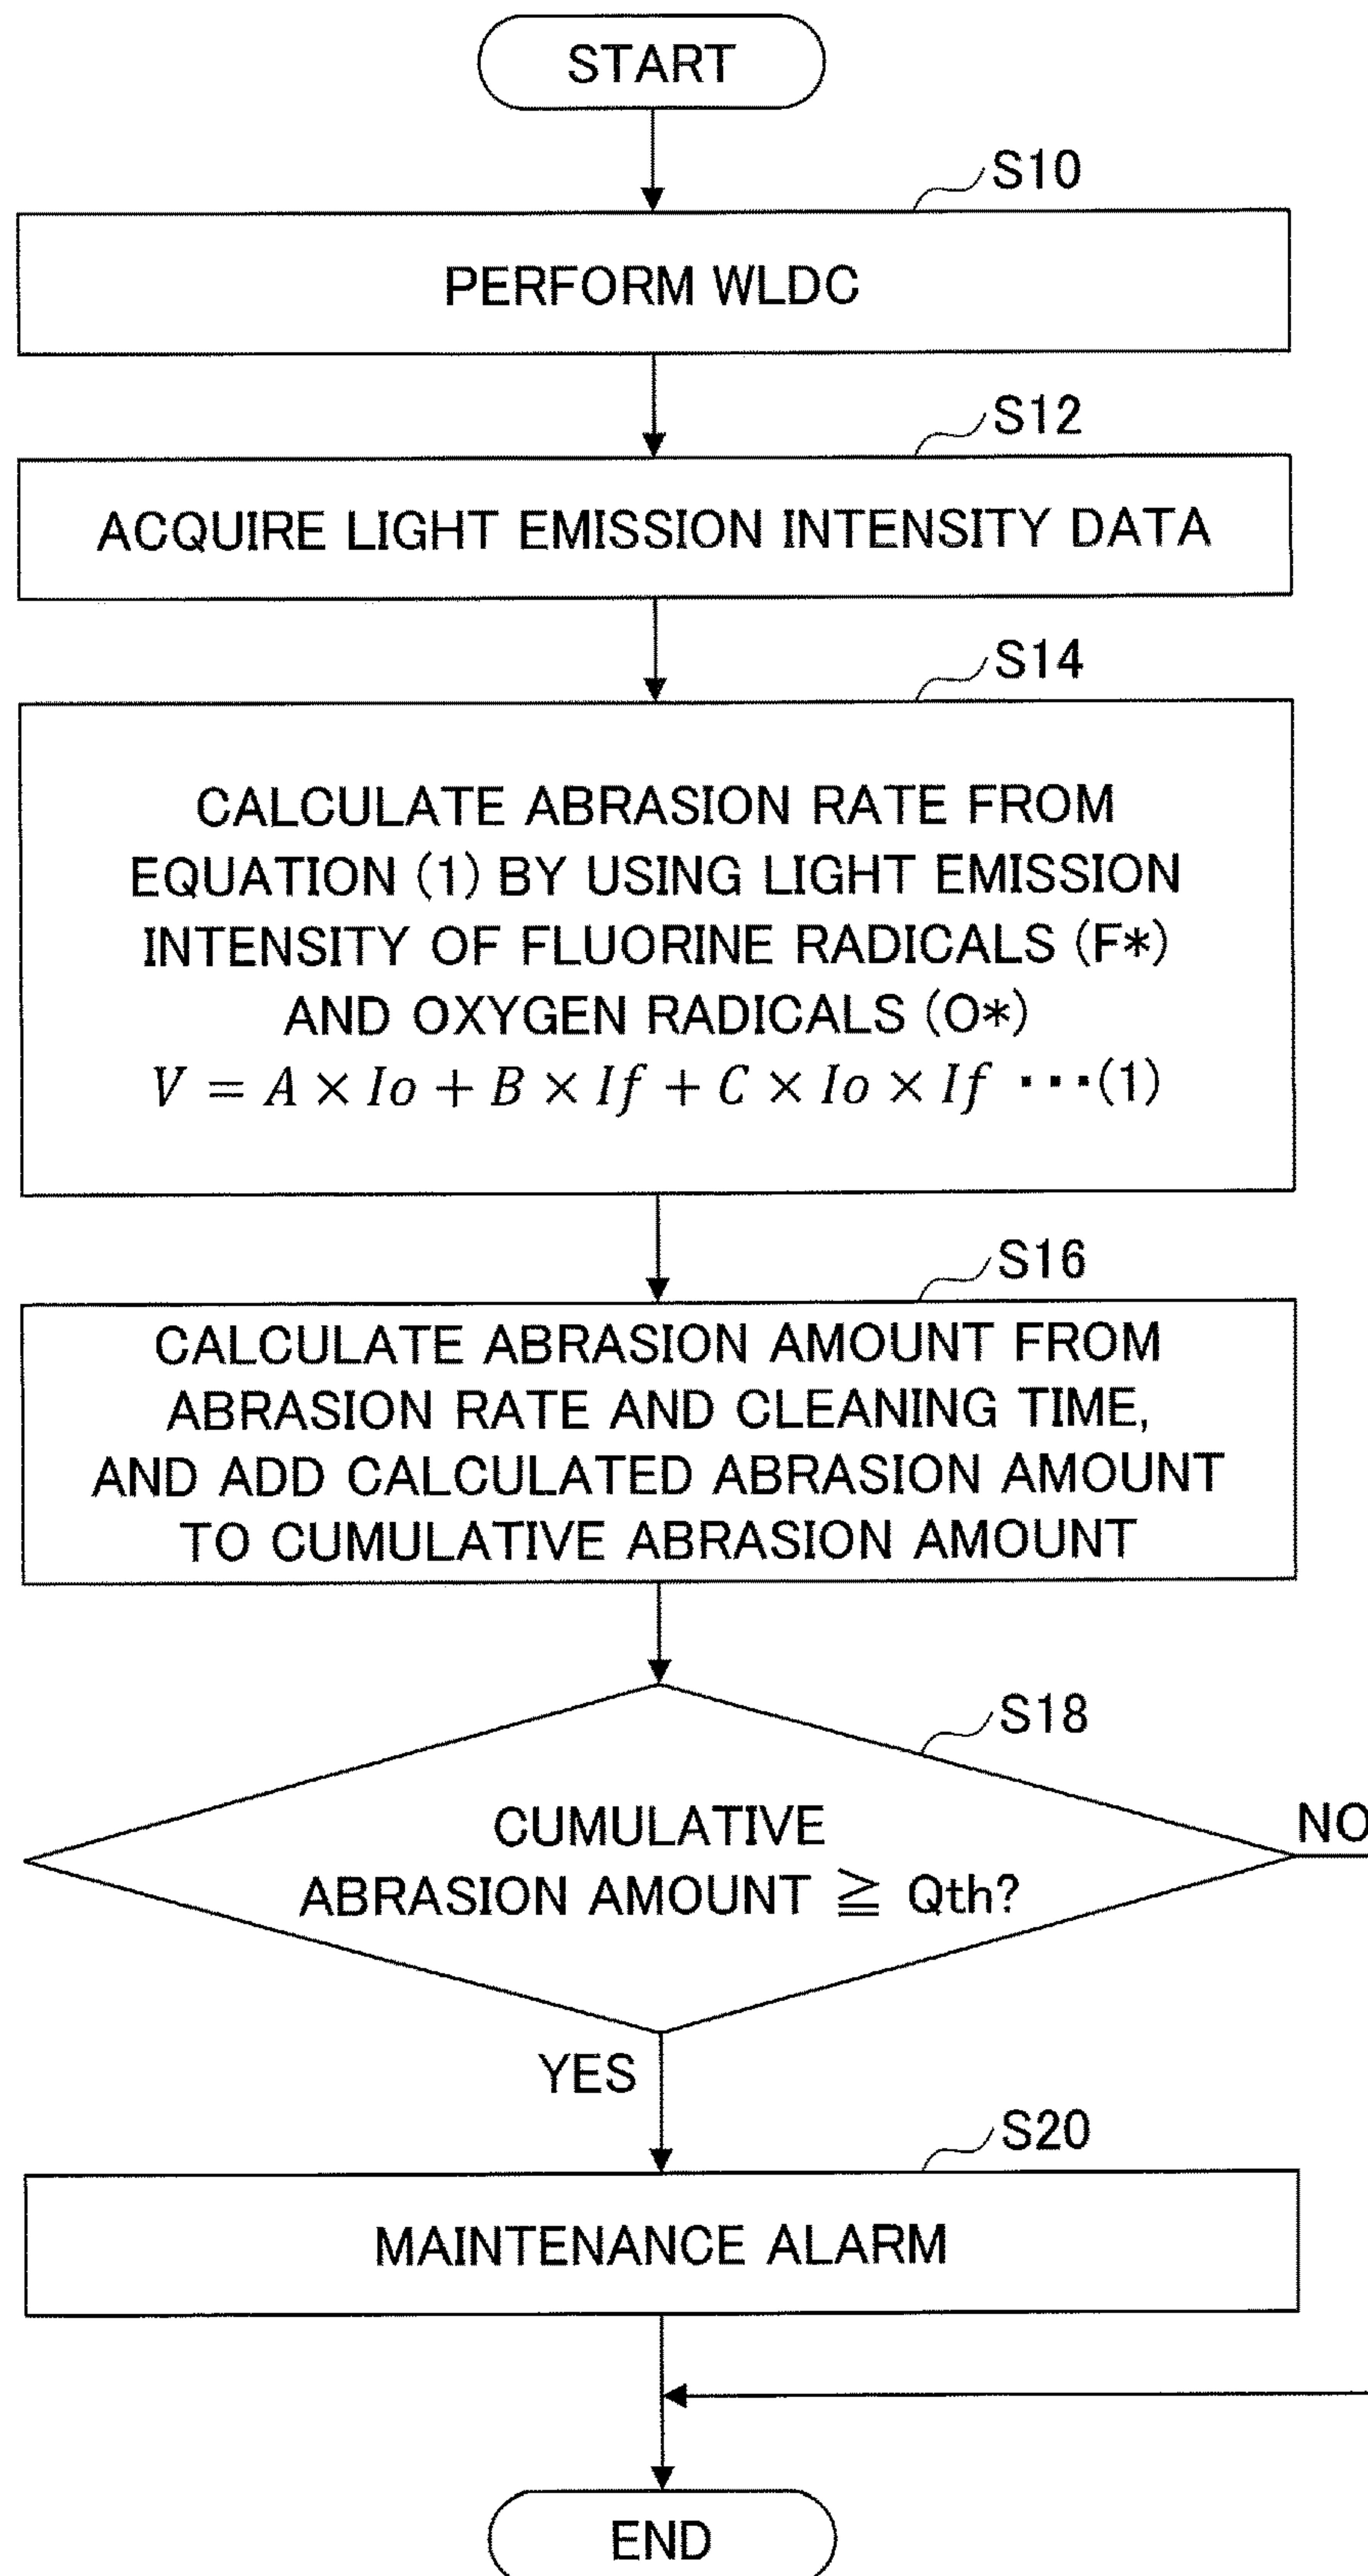 START
S10
PERFORM WLDC
S12
ACQUIRE LIGHT EMISSION INTENSITY DATA
S14
CALCULATE ABRASION RATE FROM
EQUATION (1) BY USING LIGHT EMISSION
INTENSITY OF FLUORINE RADICALS (F*)
AND OXYGEN RADICALS (O*)
V = A × Io + B × If + C × Io × If ･･･(1)
S16
CALCULATE ABRASION AMOUNT FROM
ABRASION RATE AND CLEANING TIME,
AND ADD CALCULATED ABRASION AMOUNT
TO CUMULATIVE ABRASION AMOUNT
S18
CUMULATIVE
ABRASION AMOUNT ≧ Qth?
NO
YES
S20
MAINTENANCE ALARM
END